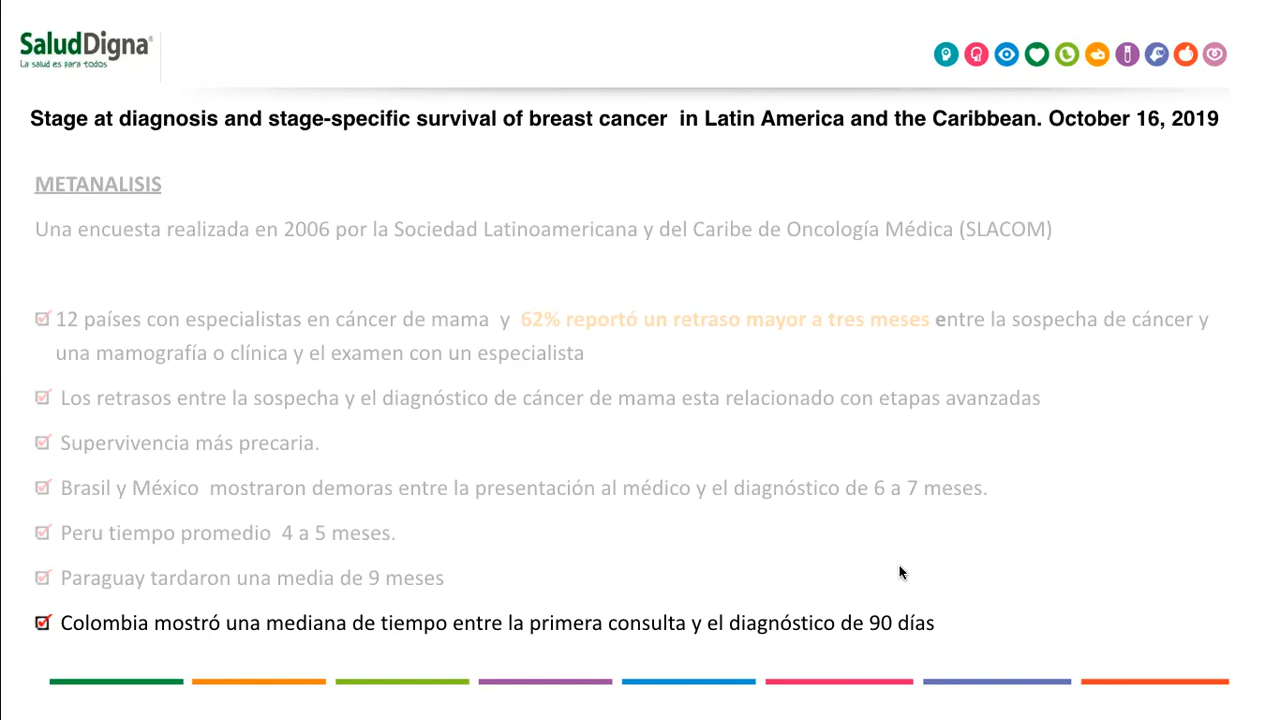 SaludDigna®
La salud es para todos
Stage at diagnosis and stage-specific survival of breast cancer in Latin America and the Caribbean. October 16, 2019
METANALISIS
Una encuesta realizada en 2006 por la Sociedad Latinoamericana y del Caribe de Oncología Médica (SLACOM)
12 países con especialistas en cáncer de mama y 62% reportó un retraso mayor a tres meses entre la sospecha de cáncer y
una mamografía o clínica y el examen con un especialista
Los retrasos entre la sospecha y el diagnóstico de cáncer de mama esta relacionado con etapas avanzadas
Supervivencia más precaria.
Brasil y México mostraron demoras entre la presentación al médico y el diagnóstico de 6 a 7 meses.
Peru tiempo promedio 4 a 5 meses.
Paraguay tardaron una media de 9 meses
Colombia mostró una mediana de tiempo entre la primera consulta y el diagnóstico de 90 días